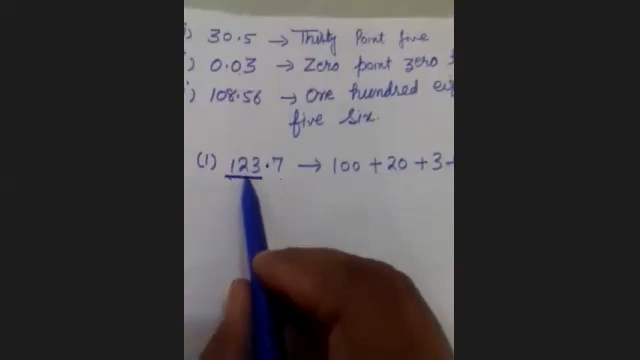 ) 30.5 → Thirty Point five
) 0.03 → Zero point zero
) 108.56 → One hundred
five six.
(1) 123.7 → 100 + 20 + 3